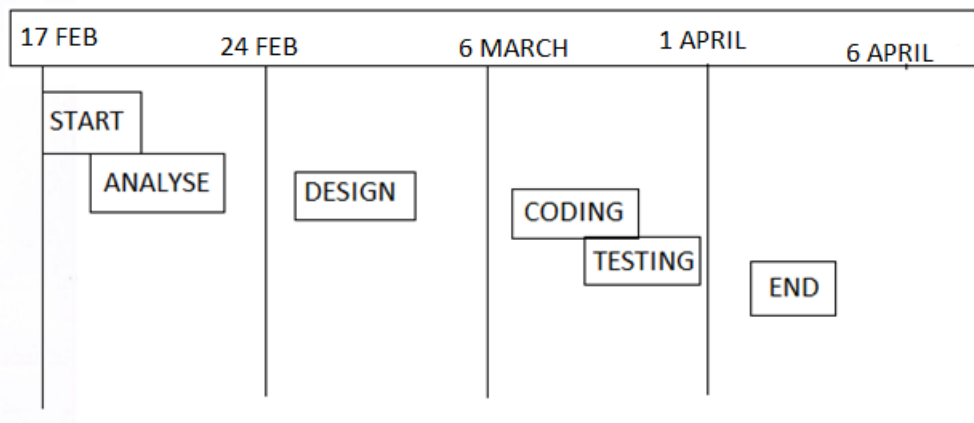 17 FEB
24 FEB
6 MARCH
1 APRIL
6 APRIL
START
ANALYSE
DESIGN
CODING
TESTING
END